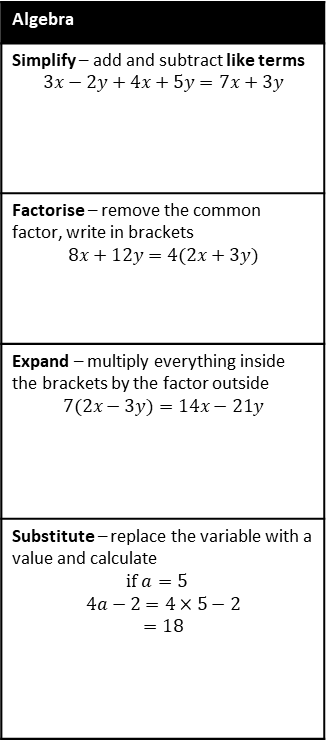 Algebra
Simplify – add and subtract like terms
3x − 2y + 4x + 5y = 7x + 3y
Factorise – remove the common
factor, write in brackets
8x + 12y = 4(2x + 3y)
Expand – multiply everything inside
the brackets by the factor outside
7(2x − 3y) = 14x − 21y
Substitute – replace the variable with a
value and calculate
if a = 5
4a − 2 = 4 × 5 − 2
= 18